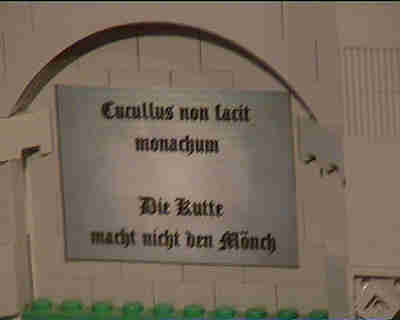 Cucullus non facit
monachum
Die Kutte
macht nicht den Mönch